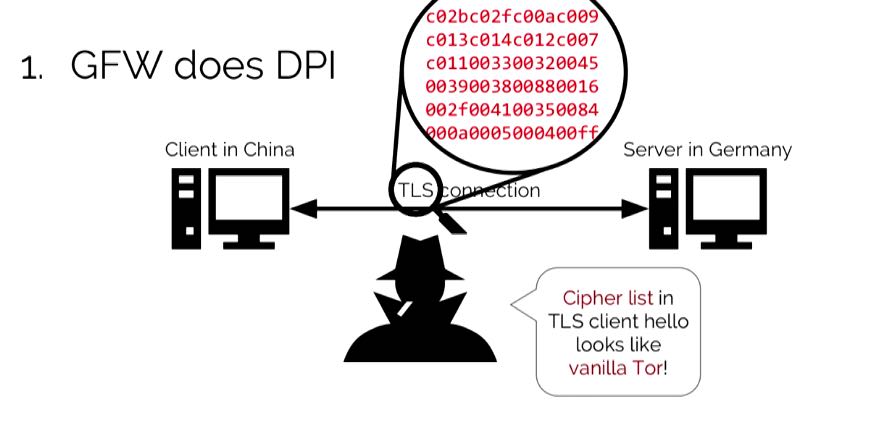 c02bc02fc00ac009
c013c014c012c007
c011003300320045
0039003800880016
002f004100350084
000a0005000400ff
1. GFW does DPI
Client in China
Server in Germany
TLS connection
Cipher list in
TLS client hello
looks like
vanilla Tor!